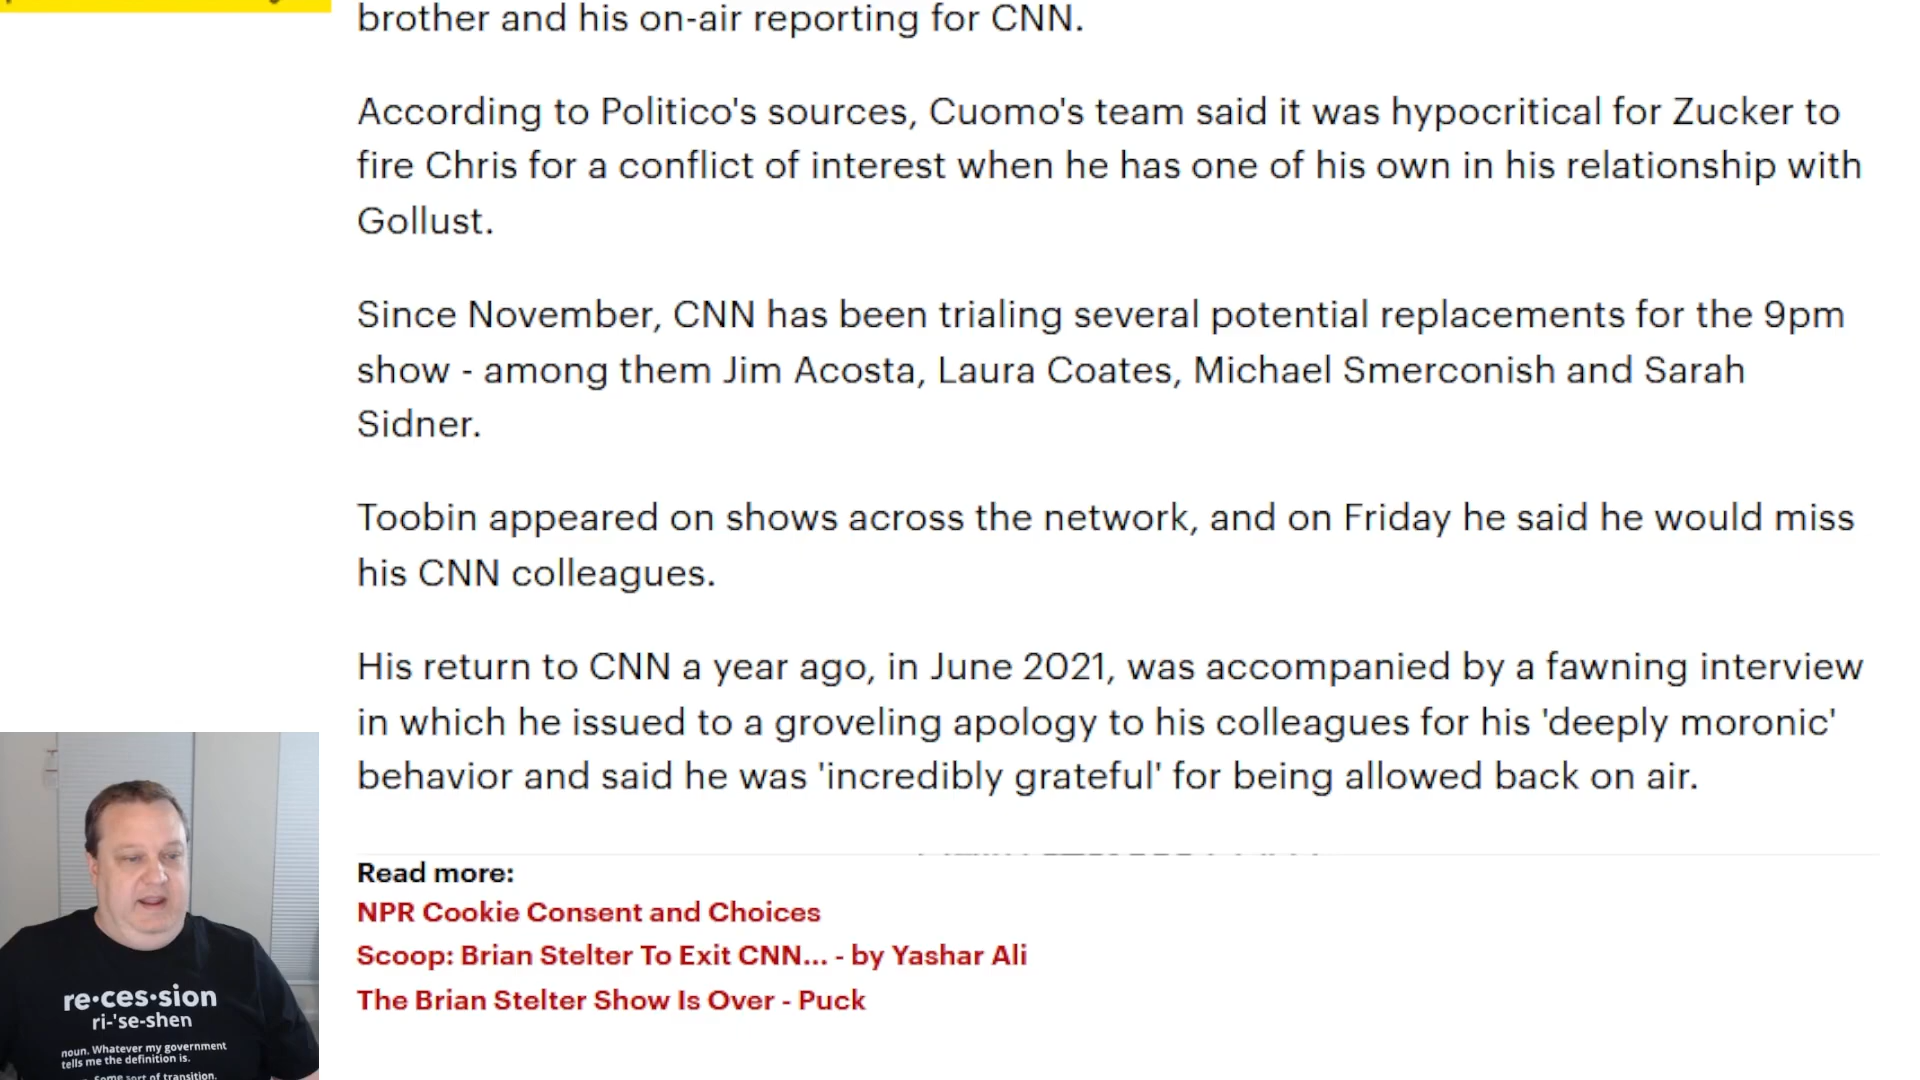 brother and his on-air reporting for CNN.
According to Politico's sources, Cuomo's team said it was hypocritical for Zucker to
fire Chris for a conflict of interest when he has one of his own in his relationship with
Gollust.
Since November, CNN has been trialing several potential replacements for the 9pm
show - among them Jim Acosta, Laura Coates, Michael Smerconish and Sarah
Sidner.
Toobin appeared on shows across the network, and on Friday he said he would miss
his CNN colleagues.
His return to CNN a year ago, in June 2021, was accompanied by a fawning interview
in which he issued to a groveling apology to his colleagues for his 'deeply moronic'
behavior and said he was 'incredibly grateful' for being allowed back on air.
Read more:
NPR Cookie Consent and Choices
Scoop: Brian Stelter To Exit CNN... - by Yashar Ali
The Brian Stelter Show Is Over - Puck
re•ces•sion
ri-'se-shen
noun. Whatever my government
tells me the definition is.
Some sort of transition.